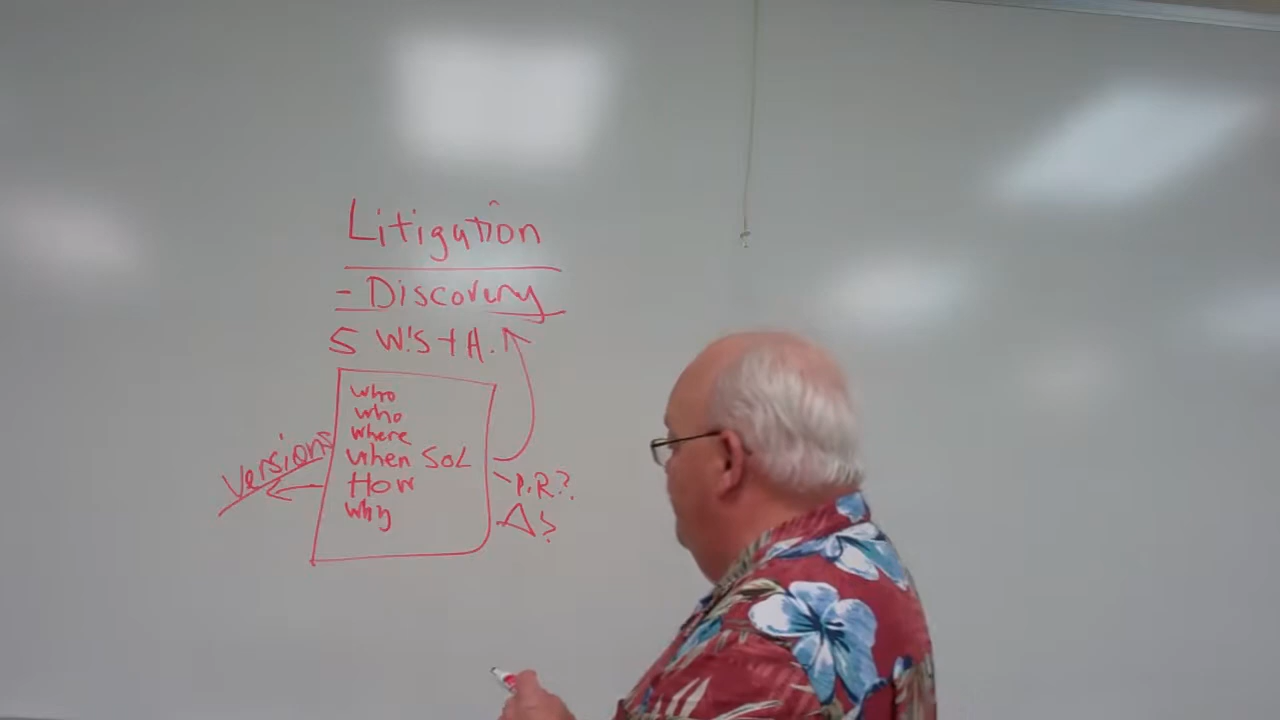 Litigation
- Discovery
5 W'S + H.
who
who
where
when SOL
How
why
Versions
P.R?
Δs